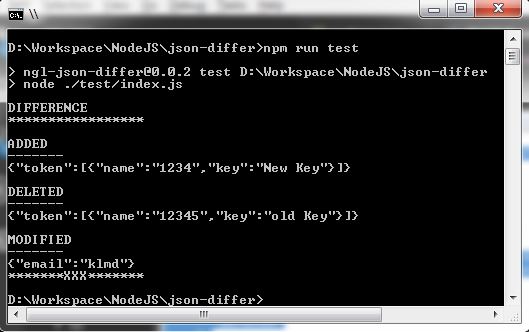 \\
D:\Workspace\NodeJS\json-differ>npm run test
> ngl-json-differ@0.0.2 test D:\Workspace\NodeJS\json-differ
> node ./test/index.js
DIFFERENCE
*****************
ADDED
-------
{"token":[{"name":"1234","key":"New Key"}]}
DELETED
-------
{"token":[{"name":"12345","key":"old Key"}]}
MODIFIED
-------
{"email":"klmd"}
*******XXX*******
D:\Workspace\NodeJS\json-differ>